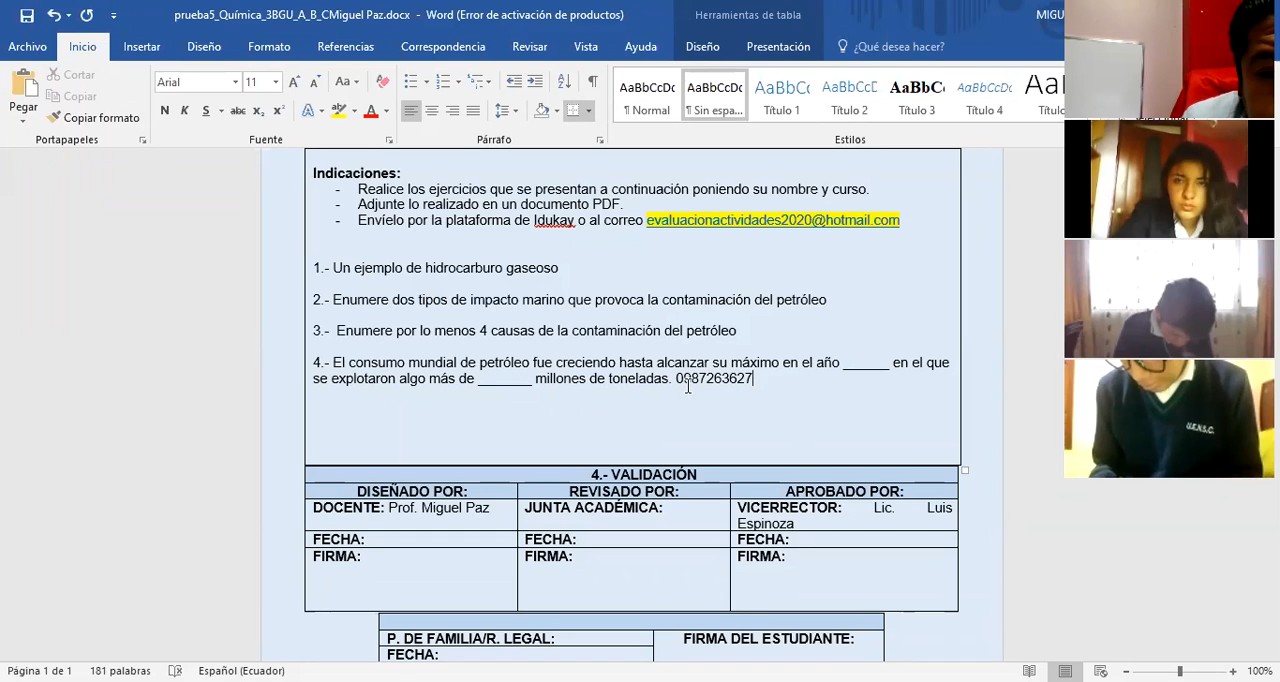 prueba5_Química_3BGU_A_B_CMiguel Paz.docx - Word (Error de activación de productos)
Herramientas de tabla
Archivo Inicio Insertar Diseño Formato Referencias Correspondencia Revisar Vista Ayuda Diseño Presentación ¿Qué desea hacer?
Pegar
Cortar
Copiar
Copiar formato
Portapapeles
Arial 11
Fuente
Párrafo
AaBbCcDc ¶ Normal
AaBbCcDc ¶ Sin espa...
AaBbCc Título 1
AaBbCcD Título 2
AaBbC Título 3
AaBbCcD Título 4
Estilos
Indicaciones:
- Realice los ejercicios que se presentan a continuación poniendo su nombre y curso.
- Adjunte lo realizado en un documento PDF.
- Envíelo por la plataforma de Idukay o al correo evaluacionactividades2020@hotmail.com
1.- Un ejemplo de hidrocarburo gaseoso
2.- Enumere dos tipos de impacto marino que provoca la contaminación del petróleo
3.- Enumere por lo menos 4 causas de la contaminación del petróleo
4.- El consumo mundial de petróleo fue creciendo hasta alcanzar su máximo en el año ______ en el que
se explotaron algo más de _______ millones de toneladas. 0987263627
4.- VALIDACIÓN
DISEÑADO POR: REVISADO POR: APROBADO POR:
DOCENTE: Prof. Miguel Paz JUNTA ACADÉMICA: VICERRECTOR: Lic. Luis
Espinoza
FECHA: FECHA: FECHA:
FIRMA: FIRMA: FIRMA:
P. DE FAMILIA/R. LEGAL: FIRMA DEL ESTUDIANTE:
FECHA:
U.E.N.S.C.
Página 1 de 1 181 palabras Español (Ecuador) 100%